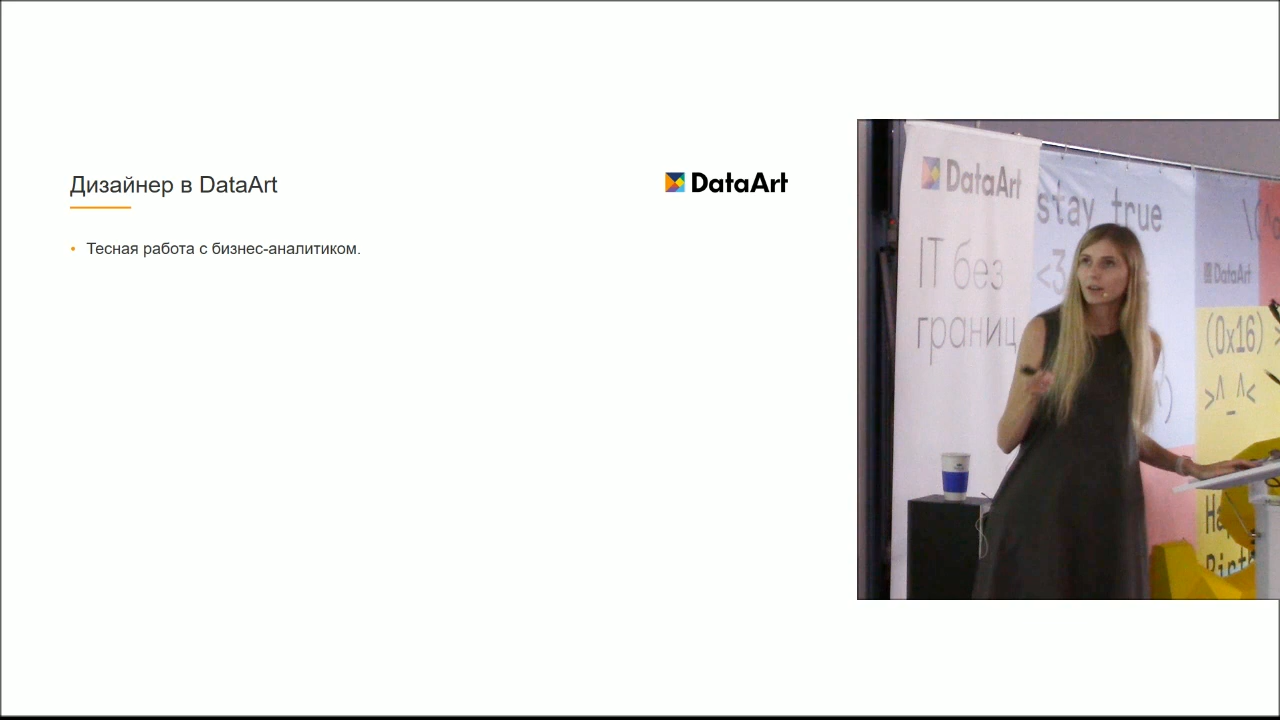 Дизайнер в DataArt
DataArt
Тесная работа с бизнес-аналитиком.
DataArt
IT без
границ
stay true
<3
DataArt
(0x16) >
>^_^<